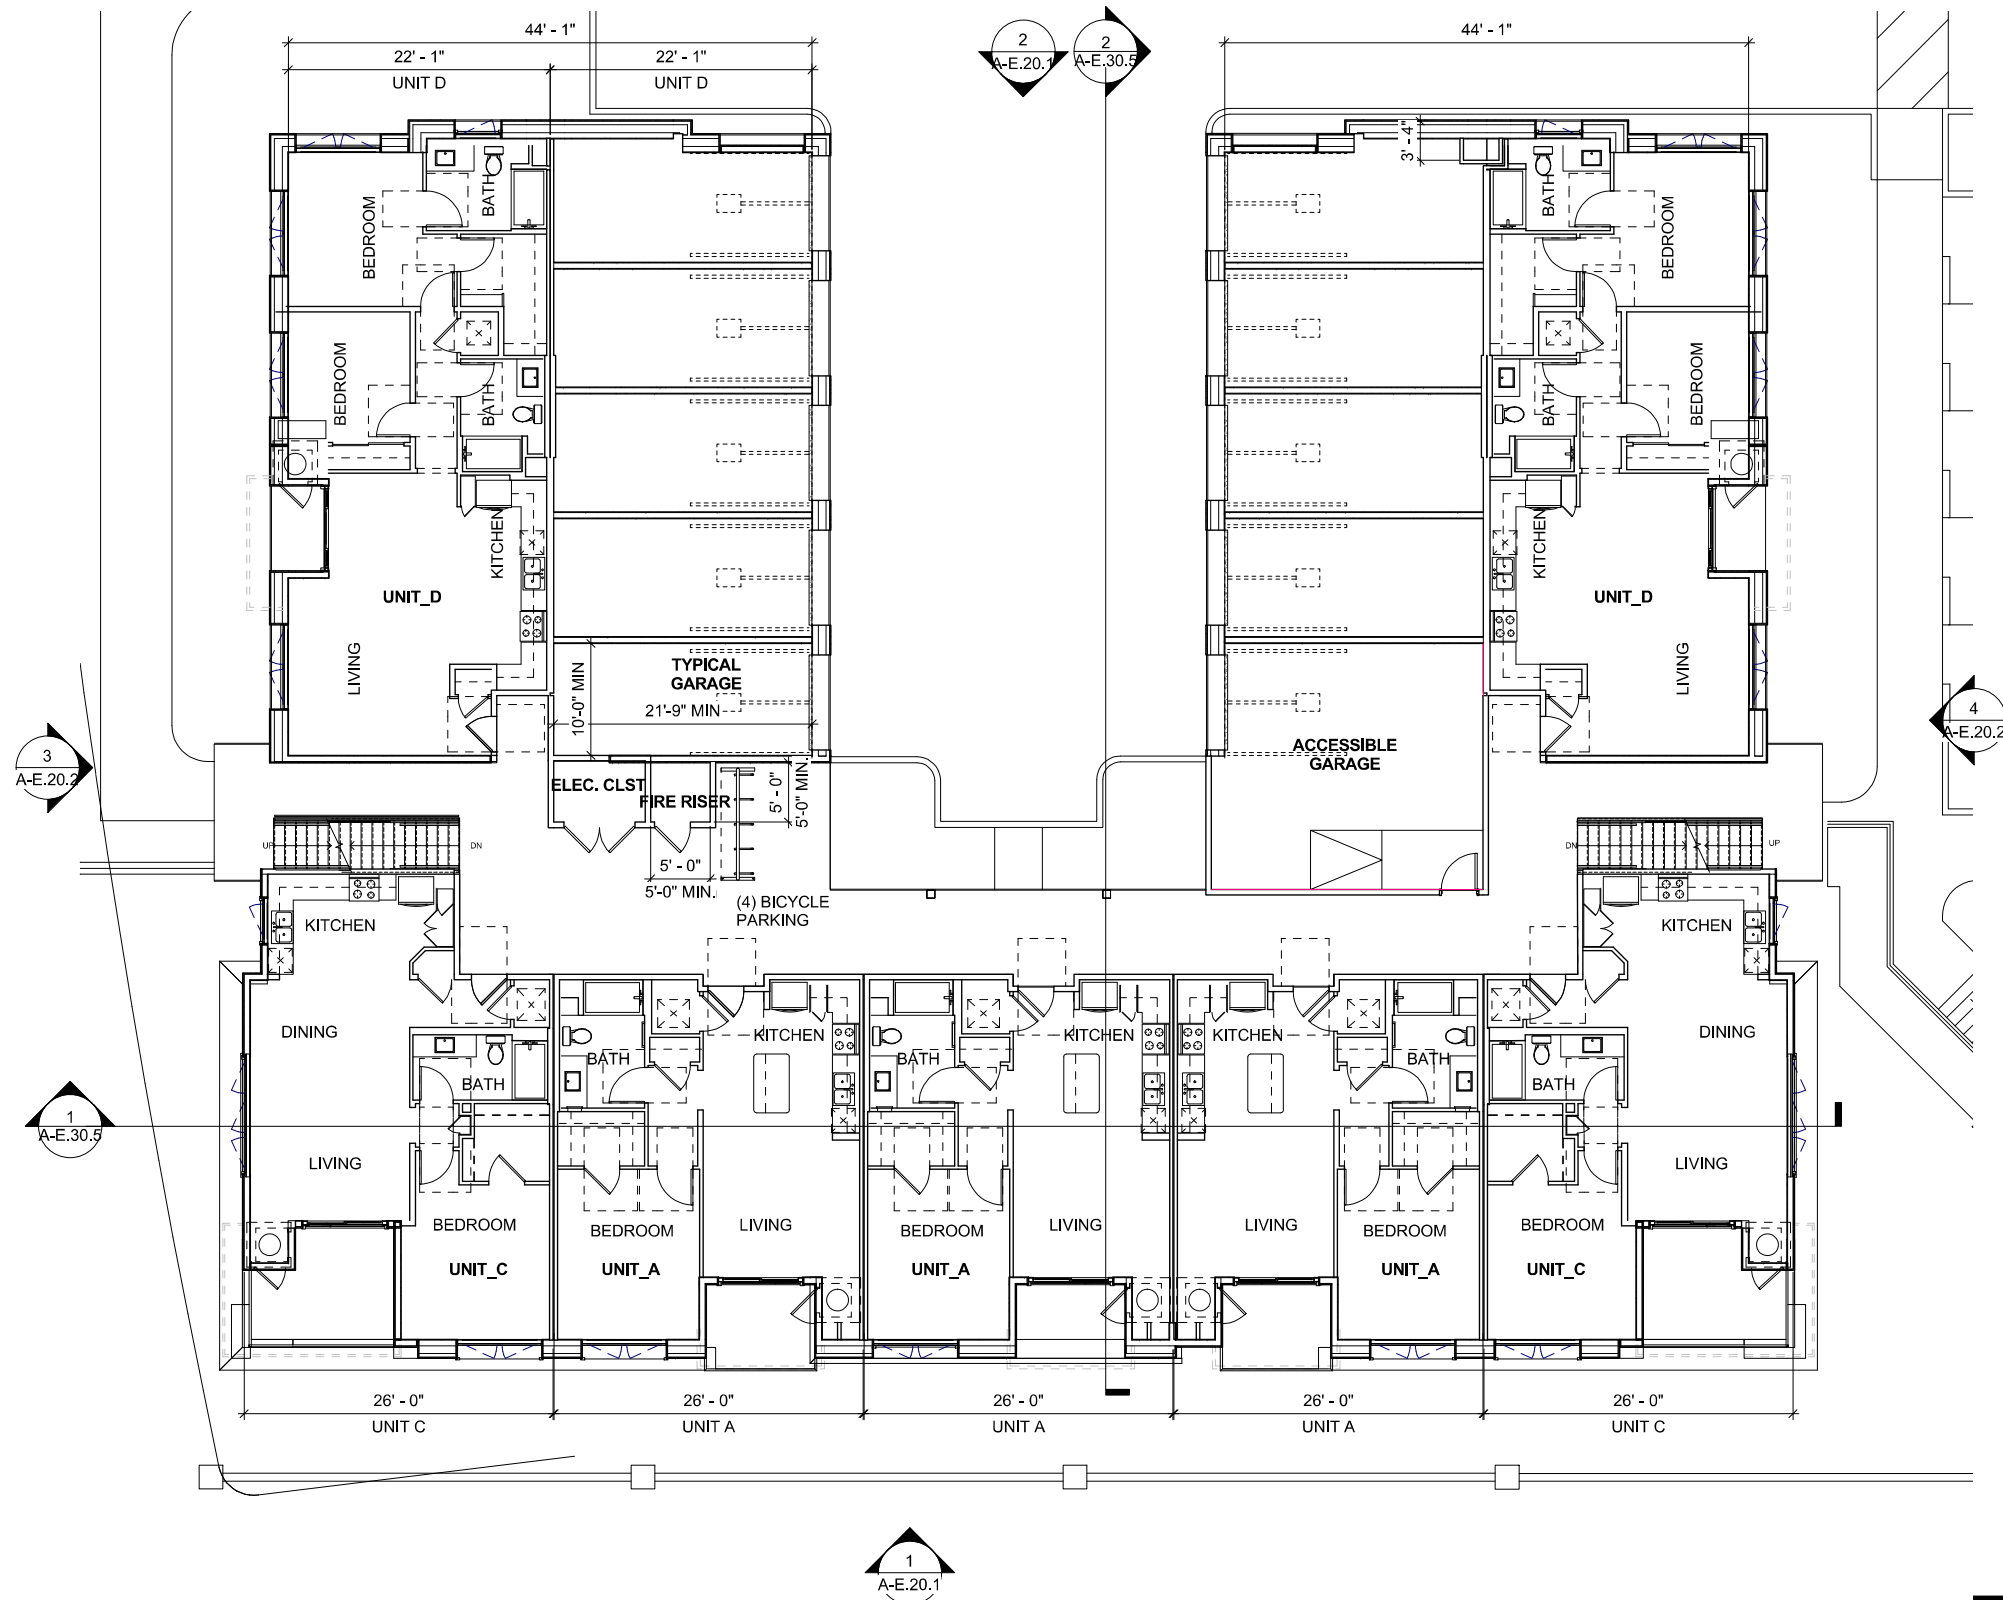 44' - 1"
22' - 1"
22' - 1"
UNIT D
UNIT D
2
A-E.20.1
2
A-E.30.5
44' - 1"
3'- 4"
BATH
BEDROOM
BATH
BEDROOM
BEDROOM
BATH
BEDROOM
BATH
KITCHEN
KITCHEN
UNIT_D
UNIT_D
LIVING
LIVING
TYPICAL
GARAGE
10'-0" MIN
21'-9" MIN
ACCESSIBLE
GARAGE
3
A-E.20.2
4
A-E.20.2
ELEC. CLST
FIRE RISER
5' - 0"
5'-0" MIN.
5' - 0"
5'-0" MIN.
(4) BICYCLE
PARKING
UP
DN
DN
UP
KITCHEN
KITCHEN
DINING
DINING
KITCHEN
KITCHEN
KITCHEN
BATH
BATH
BATH
BATH
BATH
1
A-E.30.5
LIVING
LIVING
BEDROOM
BEDROOM
LIVING
BEDROOM
LIVING
LIVING
BEDROOM
BEDROOM
UNIT_C
UNIT_A
UNIT_A
UNIT_A
UNIT_C
26' - 0"
26' - 0"
26' - 0"
26' - 0"
26' - 0"
UNIT C
UNIT A
UNIT A
UNIT A
UNIT C
1
A-E.20.1